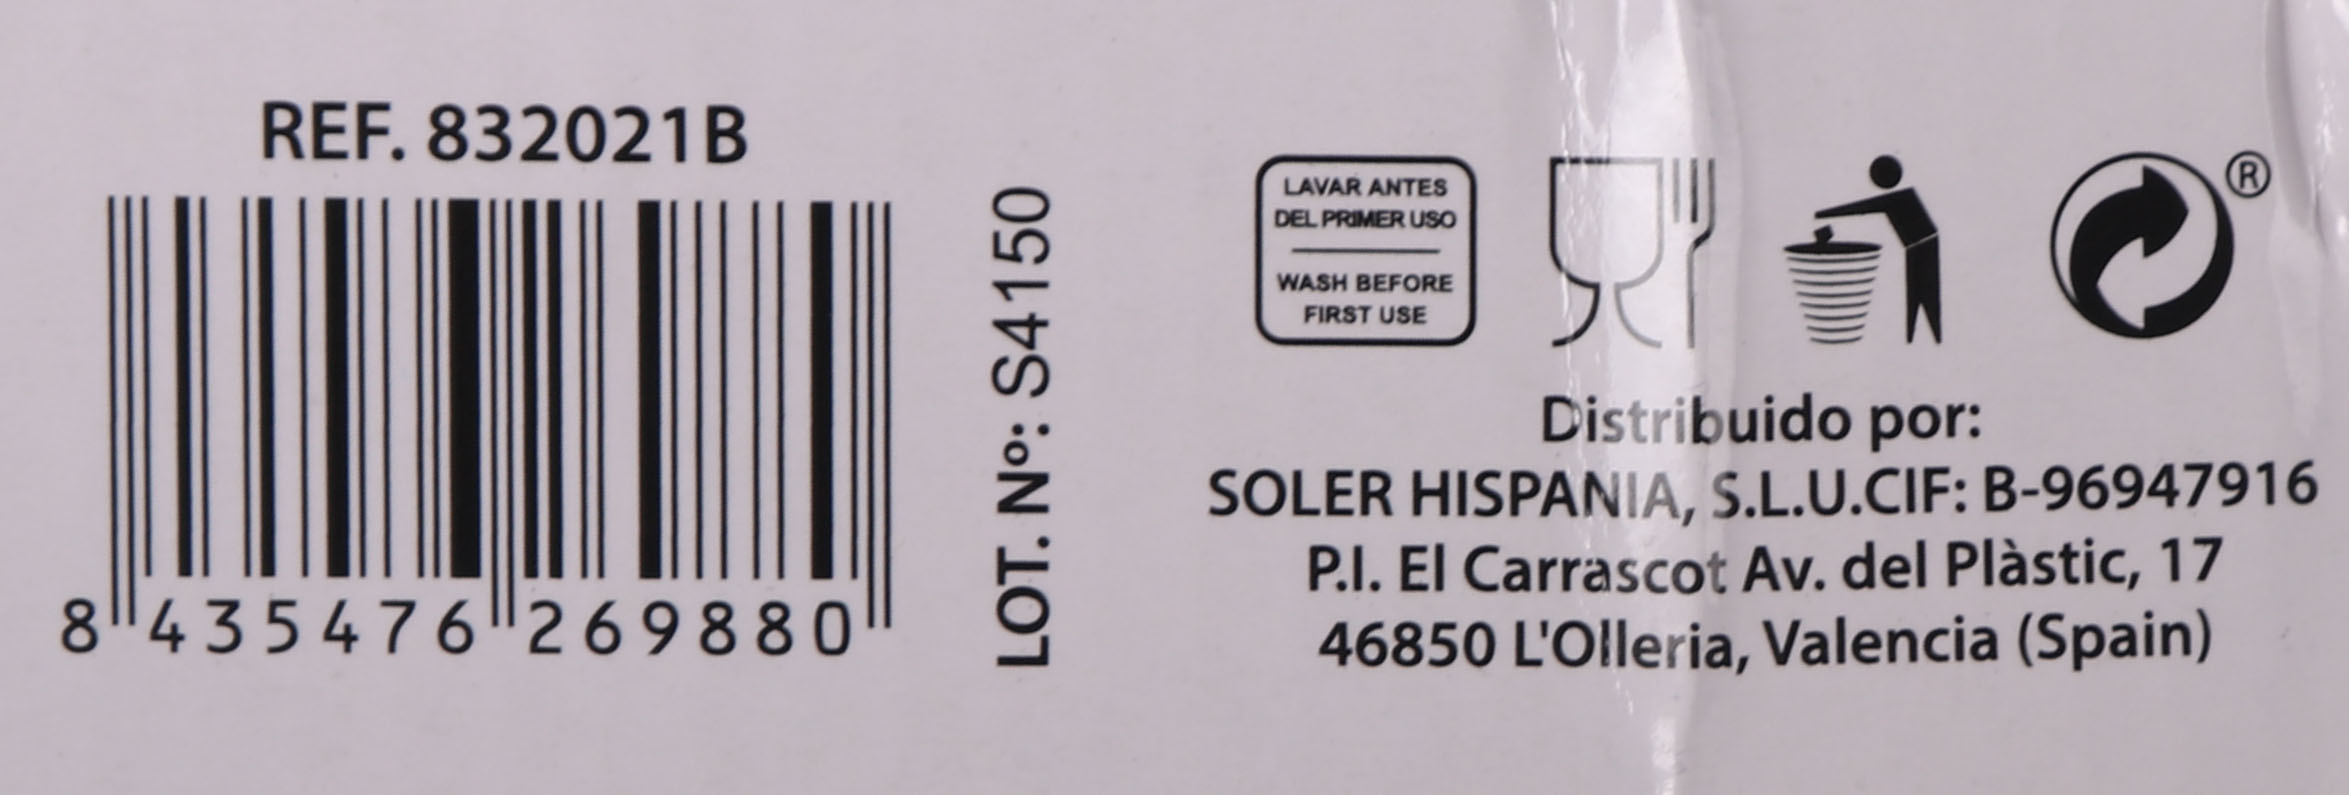 REF. 832021B
8 435476 269880
LOT. Nº: S4150
LAVAR ANTES
DEL PRIMER USO
WASH BEFORE
FIRST USE
®
Distribuido por:
SOLER HISPANIA, S.L.U.CIF: B-96947916
P.I. El Carrascot Av. del Plàstic, 17
46850 L'Olleria, Valencia (Spain)